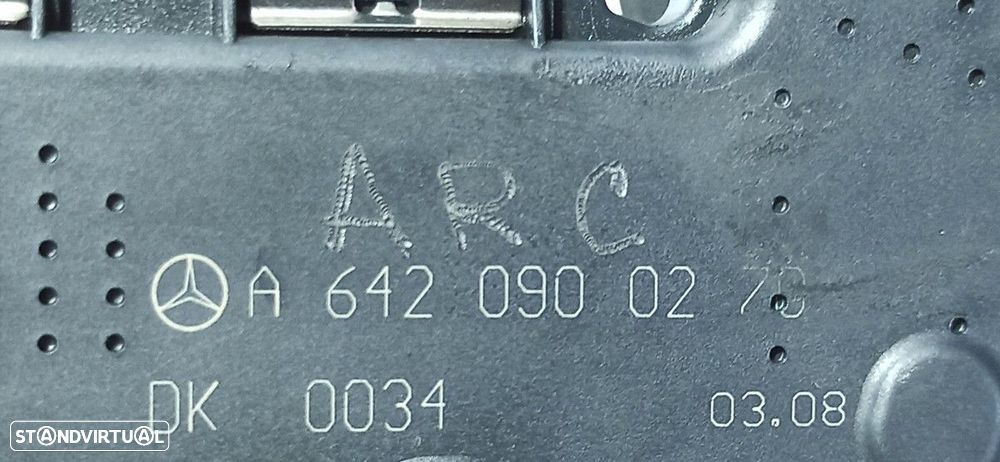 ARC
A 642 090 02 70
DK 0034 03.08
STANDVIRTUAL